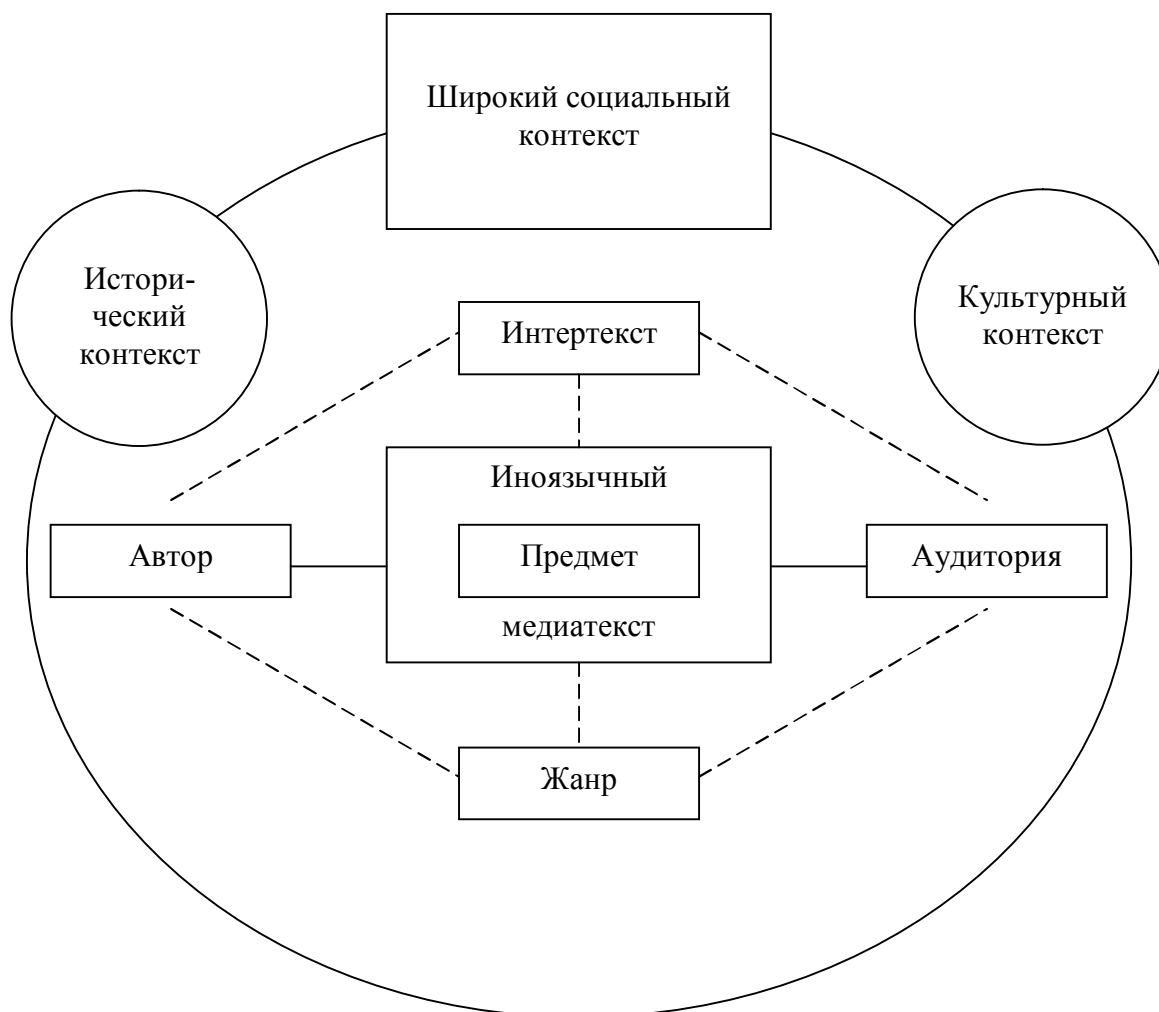 Широкий социальный
контекст
Истори-
ческий
контекст
Культурный
контекст
Интертекст
Иноязычный
Автор
Предмет
Аудитория
медиатекст
Жанр